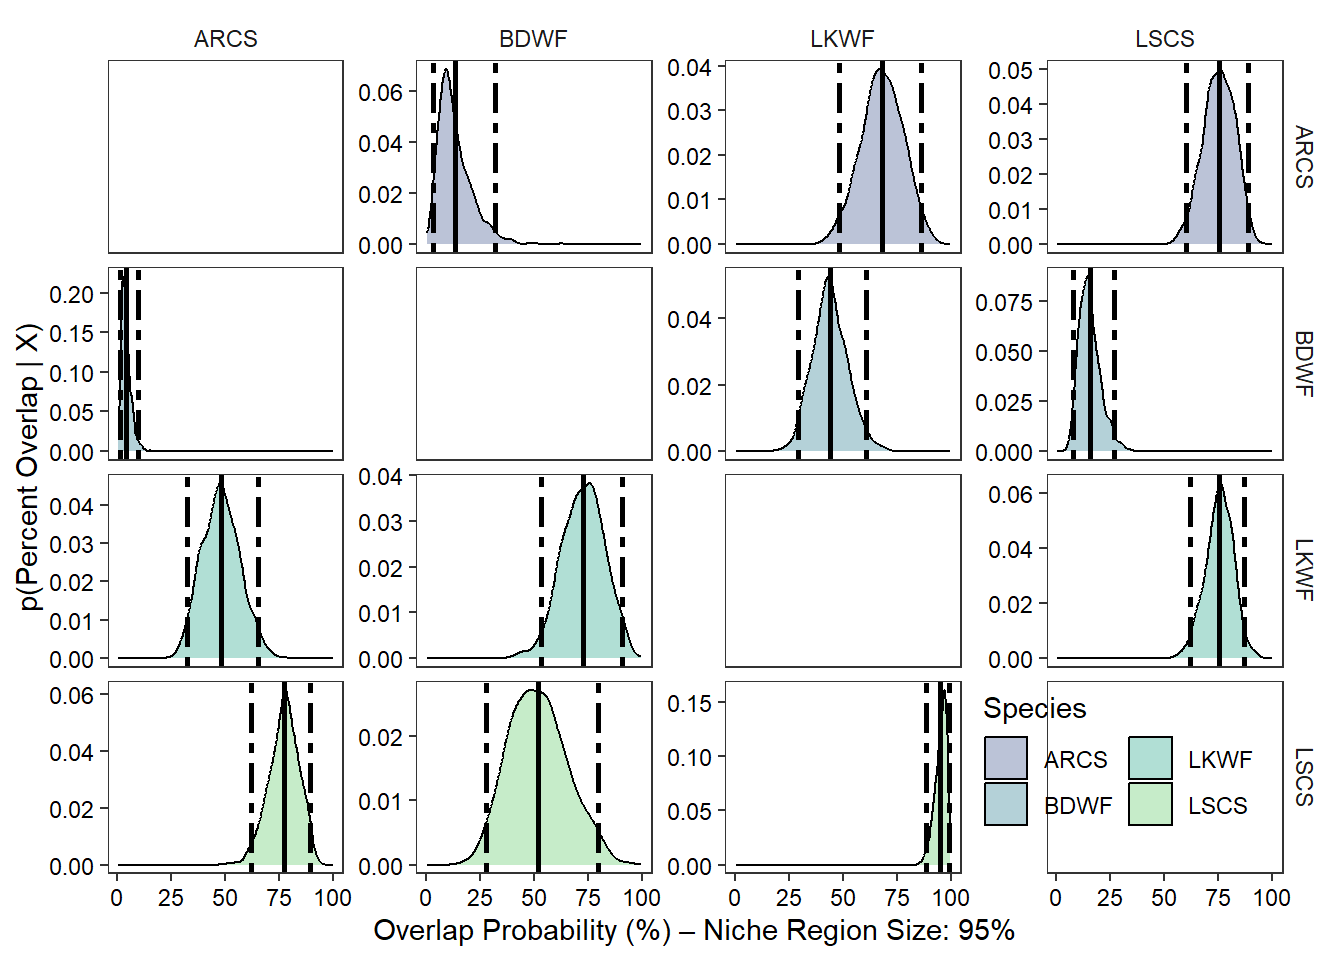 ARCS BDWF LKWF LSCS
0.06 0.04 0.02 0.00
0.04 0.03 0.02 0.01 0.00
0.05 0.04 0.03 0.02 0.01 0.00
ARCS
p(Percent Overlap | X)
0.20 0.15 0.10 0.05 0.00
0.04 0.02 0.00
0.075 0.050 0.025 0.000
BDWF
0.04 0.03 0.02 0.01 0.00
0.04 0.03 0.02 0.01 0.00
0.06 0.04 0.02 0.00
LKWF
0.06 0.04 0.02 0.00
0.02 0.01 0.00
0.15 0.10 0.05 0.00
Species
ARCS LKWF
BDWF LSCS
LSCS
0 25 50 75 100 0 25 50 75 100 0 25 50 75 100 0 25 50 75 100
Overlap Probability (%) – Niche Region Size: 95%